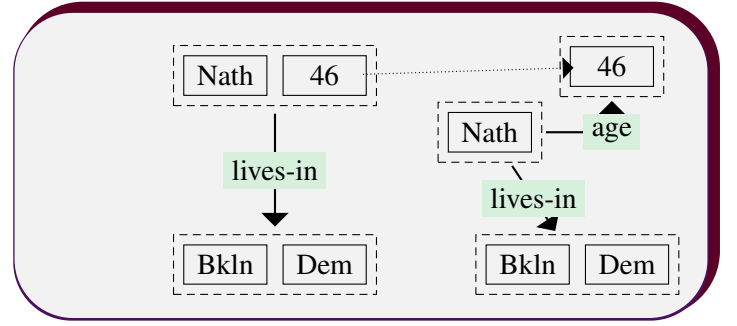 Nath 46
lives-in
Bkln Dem
46
Nath
age
lives-in
Bkln Dem